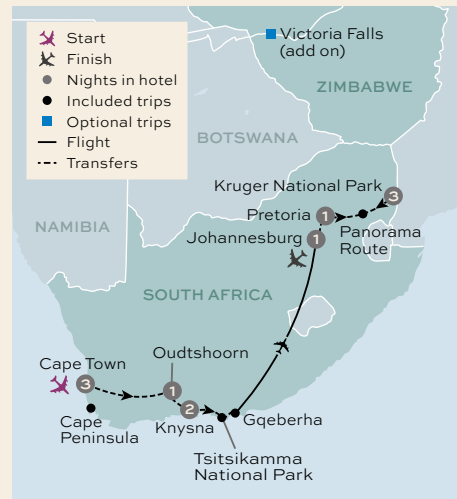 Start
Finish
Nights in hotel
Included trips
Optional trips
Flight
Transfers
Victoria Falls
(add on)
ZIMBABWE
BOTSWANA
NAMIBIA
Kruger National Park
3
Pretoria
1
Johannesburg
1
Panorama
Route
SOUTH AFRICA
Cape Town
3
Oudtshoorn
1
Cape
Peninsula
Knysna
2
Gqeberha
Tsitsikamma
National Park